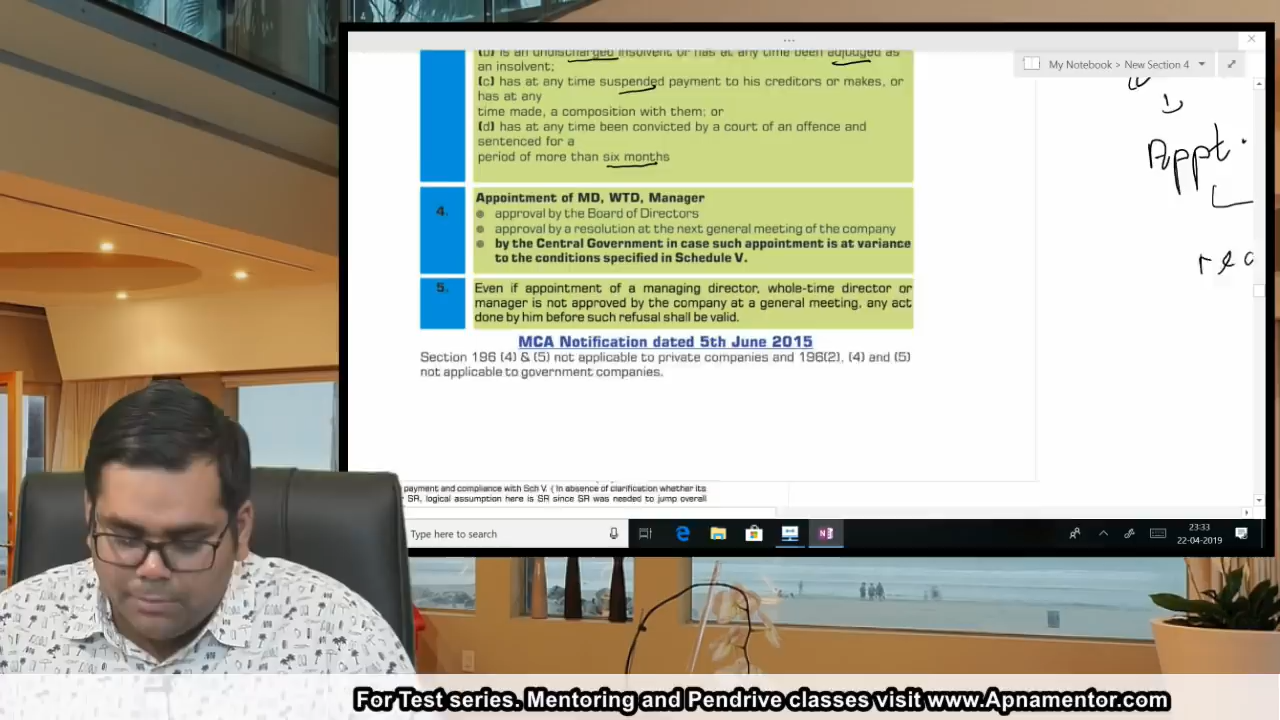 (b) is an undischarged insolvent or has at any time been adjudged as
an insolvent;
(c) has at any time suspended payment to his creditors or makes, or
has at any
time made, a composition with them; or
(d) has at any time been convicted by a court of an offence and
sentenced for a
period of more than six months
4.
Appointment of MD, WTD, Manager
approval by the Board of Directors
approval by a resolution at the next general meeting of the company
by the Central Government in case such appointment is at variance
to the conditions specified in Schedule V.
5.
Even if appointment of a managing director, whole-time director or
manager is not approved by the company at a general meeting, any act
done by him before such refusal shall be valid.
MCA Notification dated 5th June 2015
Section 196 (4) & (5) not applicable to private companies and 196(2), (4) and (5)
not applicable to government companies.
payment and compliance with Sch V. ( In absence of clarification whether its
SR, logical assumption here is SR since SR was needed to jump overall
My Notebook > New Section 4
Appt.
Type here to search
23:33
22-04-2019
For Test series. Mentoring and Pendrive classes visit www.Apnamentor.com